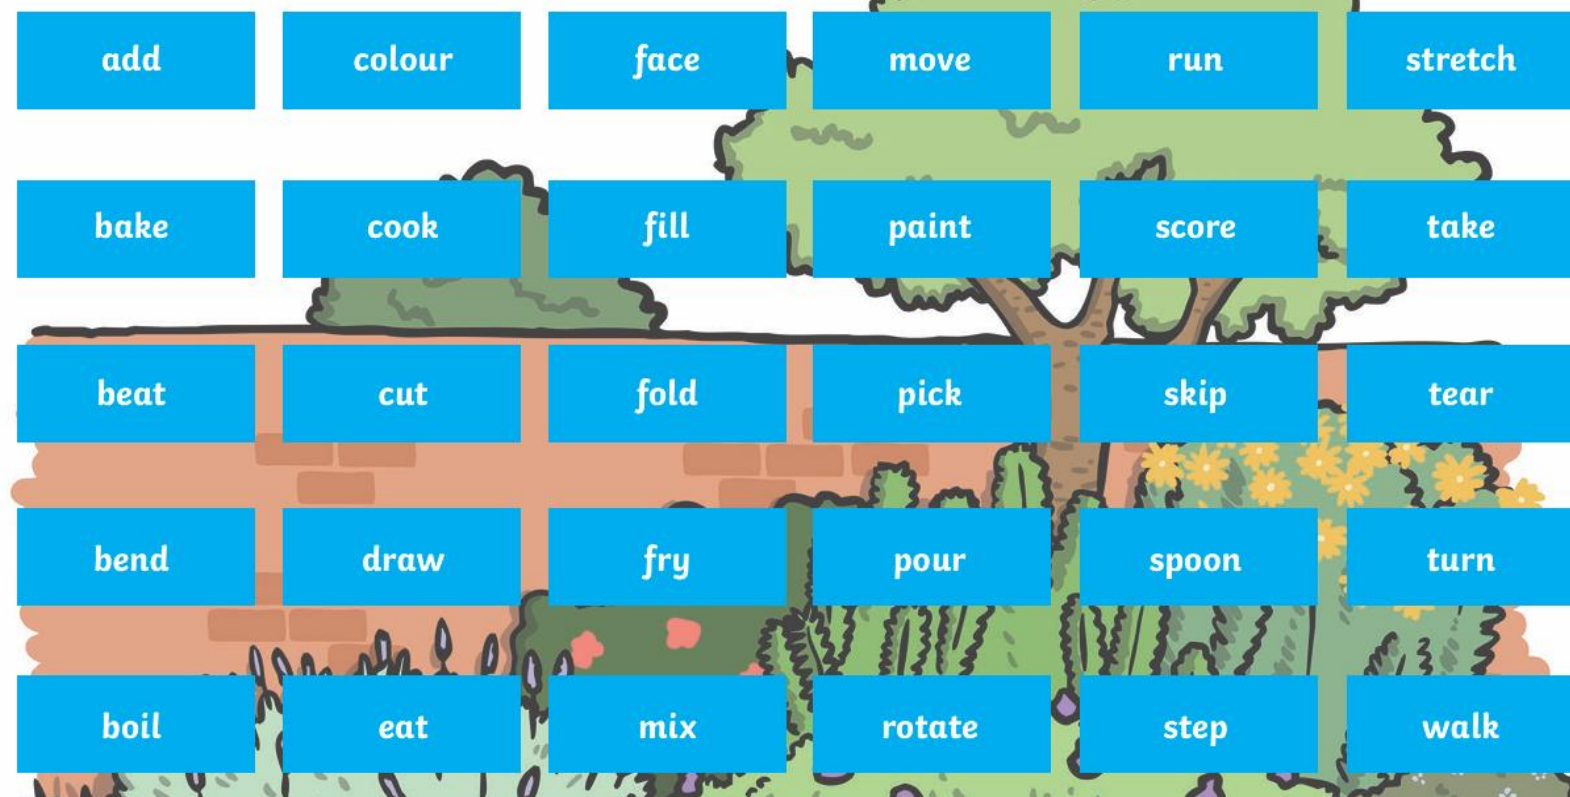 add colour face move run stretch
bake cook fill paint score take
beat cut fold pick skip tear
bend draw fry pour spoon turn
boil eat mix rotate step walk